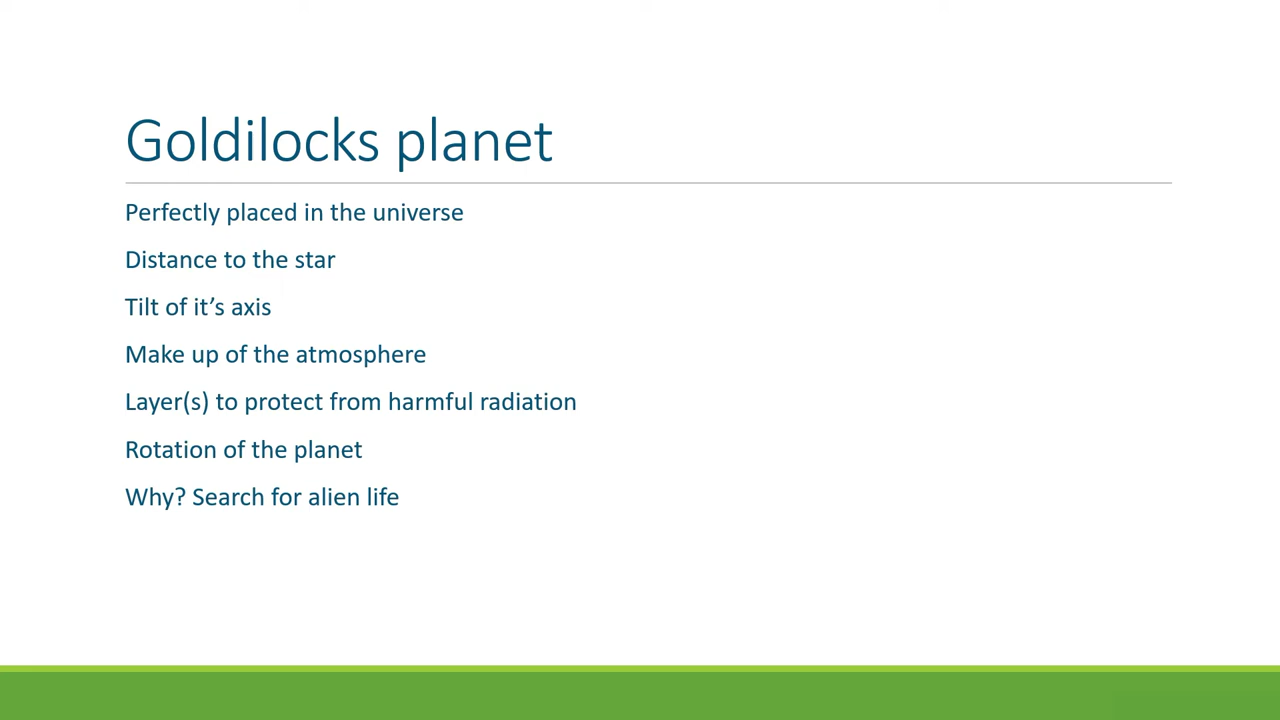 Goldilocks planet
Perfectly placed in the universe
Distance to the star
Tilt of it’s axis
Make up of the atmosphere
Layer(s) to protect from harmful radiation
Rotation of the planet
Why? Search for alien life